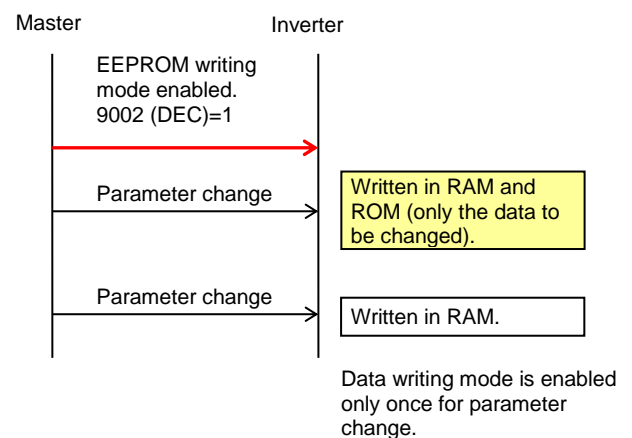 Master
Inverter
EEPROM writing
mode enabled.
9002 (DEC)=1
Parameter change
Written in RAM and
ROM (only the data to
be changed).
Parameter change
Written in RAM.
Data writing mode is enabled
only once for parameter
change.